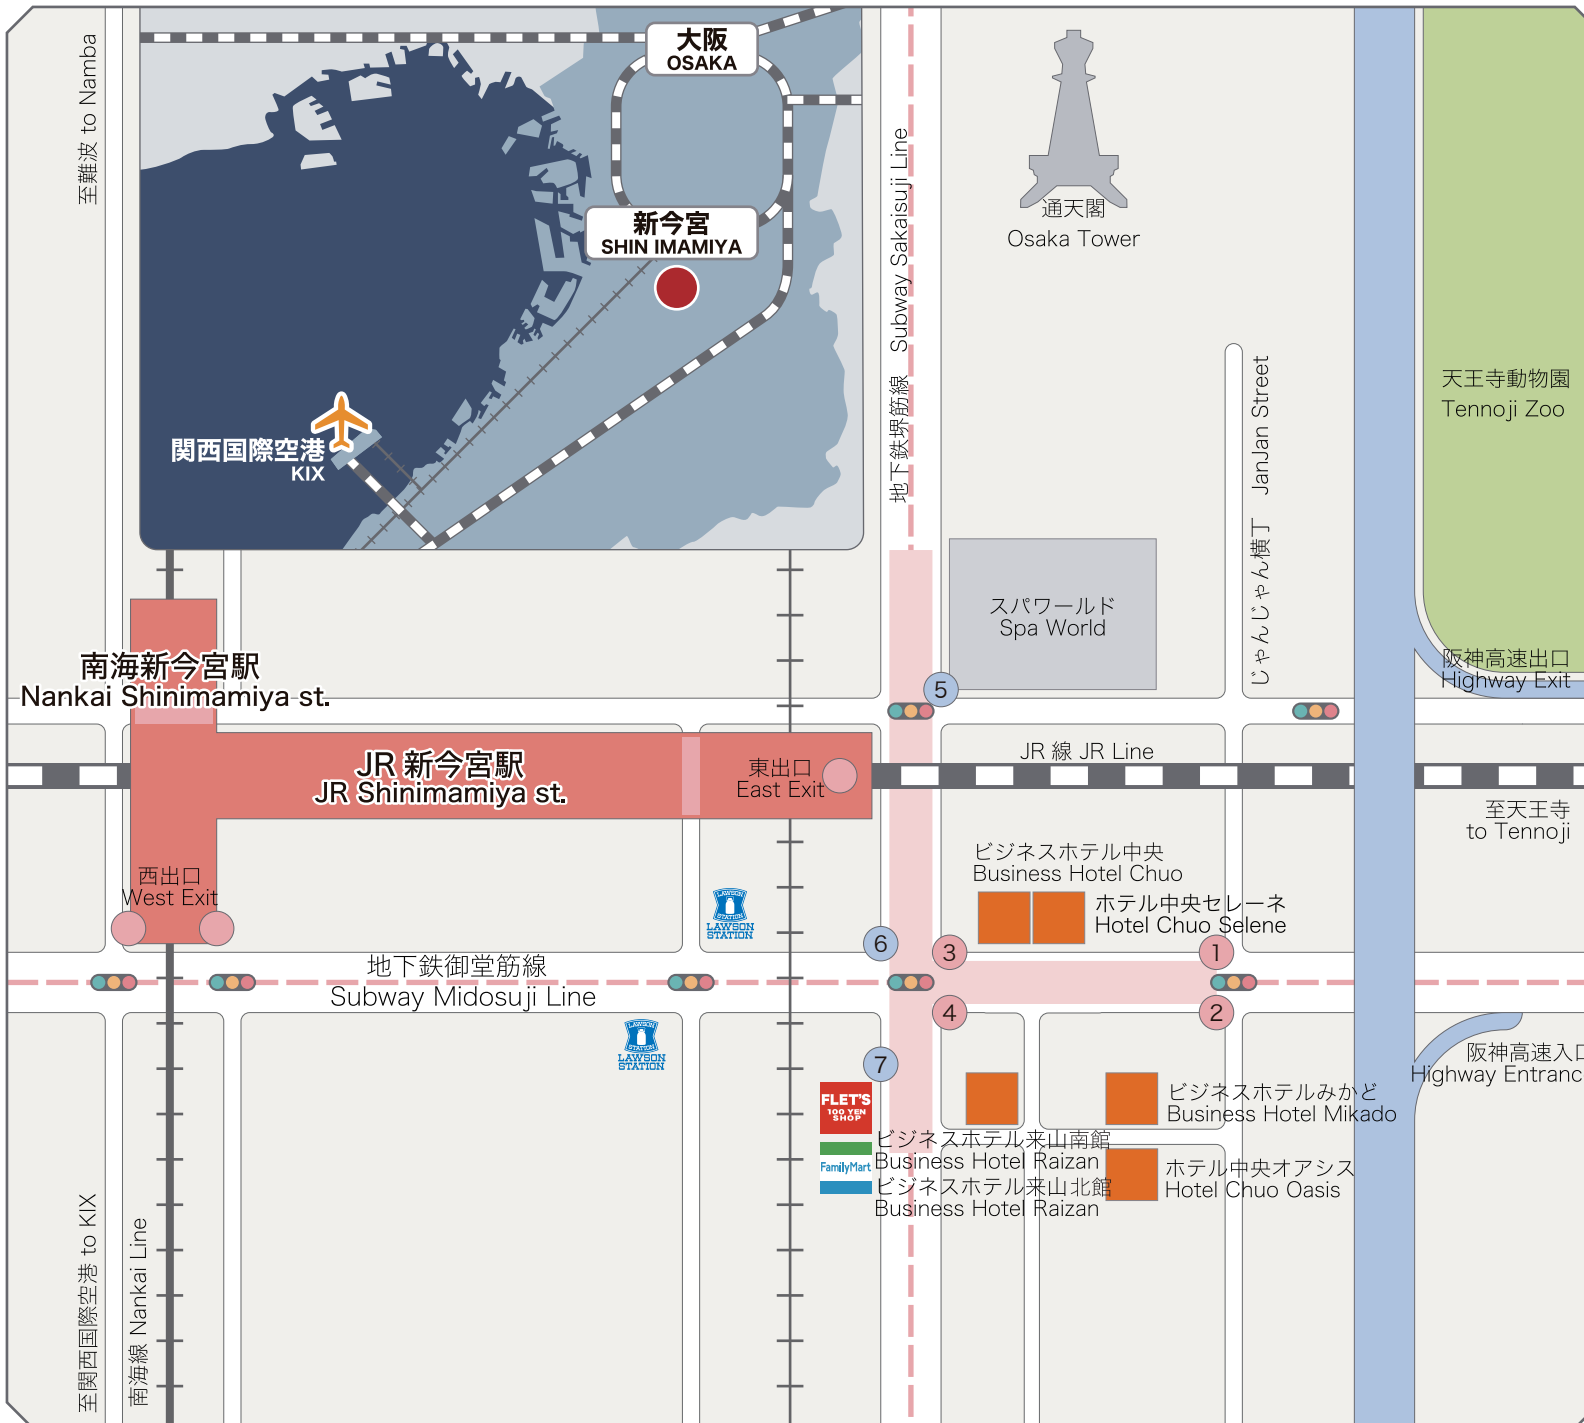 至難波 to Namba
大阪
OSAKA
新今宮
SHIN IMAMIYA
関西国際空港
KIX
地下鉄堺筋線 Subway Sakaisuji Line
通天閣
Osaka Tower
じゃんじゃん横丁 JanJan Street
天王寺動物園
Tennoji Zoo
スパワールド
Spa World
阪神高速出口
Highway Exit
南海新今宮駅
Nankai Shinimamiya st.
5
JR 新今宮駅
JR Shinimamiya st.
東出口
East Exit
JR 線 JR Line
至天王寺
to Tennoji
西出口
West Exit
ビジネスホテル中央
Business Hotel Chuo
ホテル中央セレーネ
Hotel Chuo Selene
LAWSON
STATION
LAWSON
STATION
6
3
1
地下鉄御堂筋線
Subway Midosuji Line
4
2
LAWSON
STATION
LAWSON
STATION
7
阪神高速入口
Highway Entranc
FLET'S
100 YEN
SHOP
FamilyMart
ビジネスホテルみかど
Business Hotel Mikado
ビジネスホテル来山南館
Business Hotel Raizan
ビジネスホテル来山北館
Business Hotel Raizan
ホテル中央オアシス
Hotel Chuo Oasis
至関西国際空港 to KIX
南海線 Nankai Line